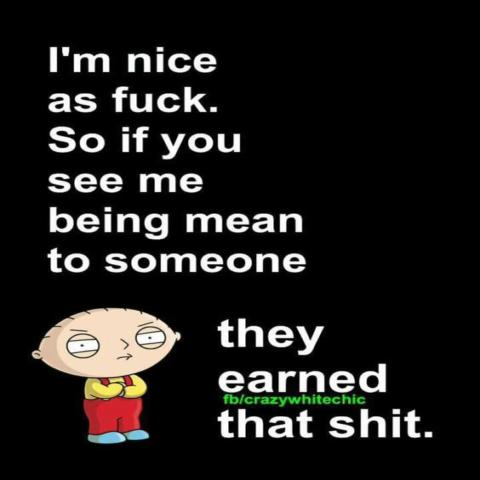 I'm nice
as fuck.
So if you
see me
being mean
to someone
they
earned
fb/crazywhitechic
that shit.